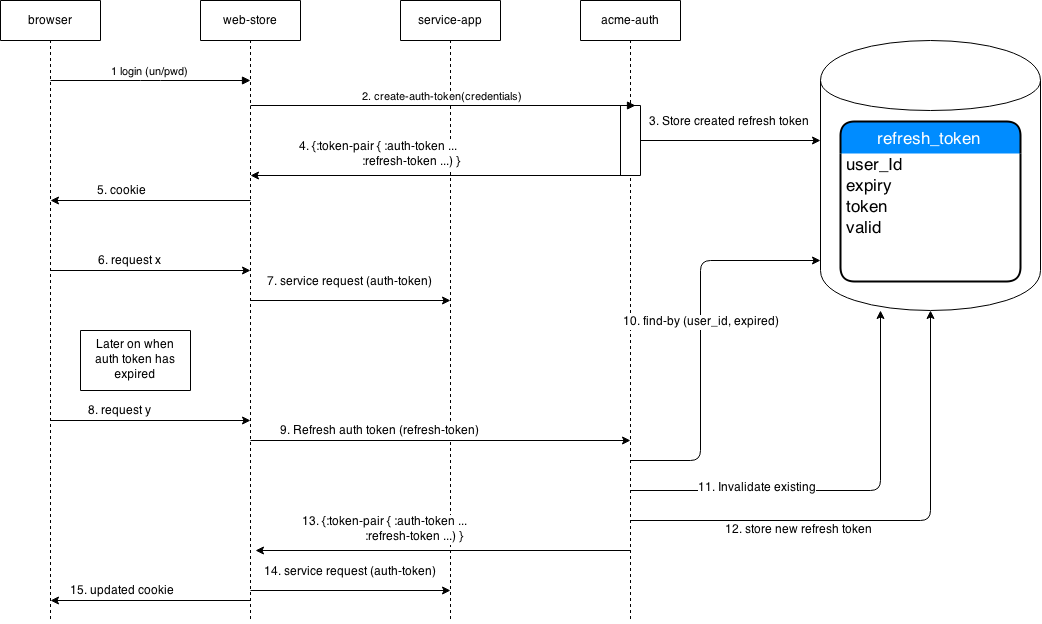 browser
web-store
service-app
acme-auth
1 login (un/pwd)
2. create-auth-token(credentials)
3. Store created refresh token
refresh_token
user_Id
expiry
token
valid
4. {:token-pair { :auth-token ...
:refresh-token ...) }
5. cookie
6. request x
7. service request (auth-token)
10. find-by (user_id, expired)
Later on when
auth token has
expired
8. request y
9. Refresh auth token (refresh-token)
11. Invalidate existing
12. store new refresh token
13. {:token-pair { :auth-token ...
:refresh-token ...) }
14. service request (auth-token)
15. updated cookie